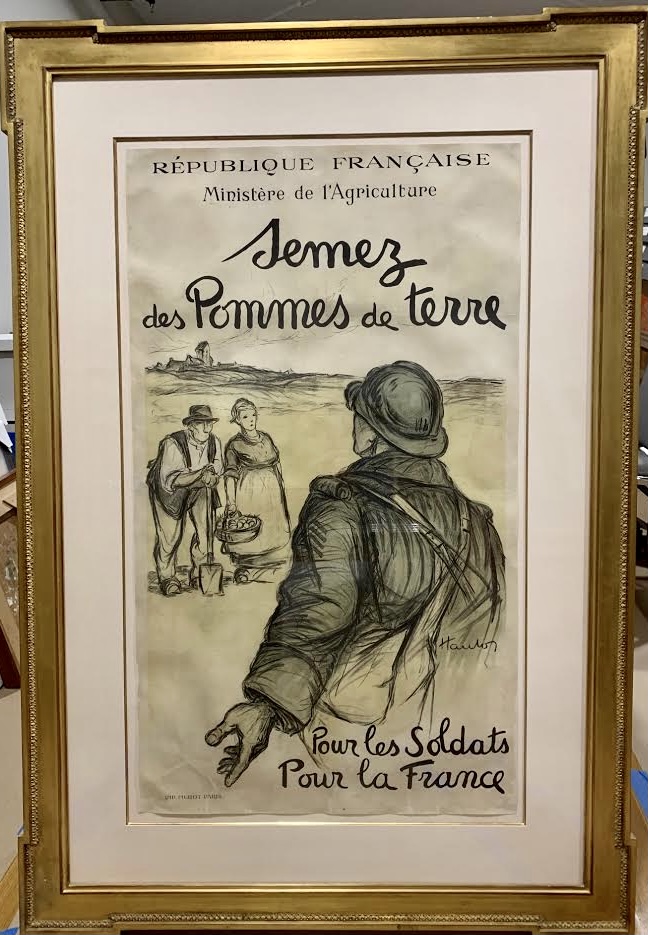 RÉPUBLIQUE FRANÇAISE
Ministère de l'Agriculture
Semez
des Pommes de terre
Pour les Soldats
Pour la France